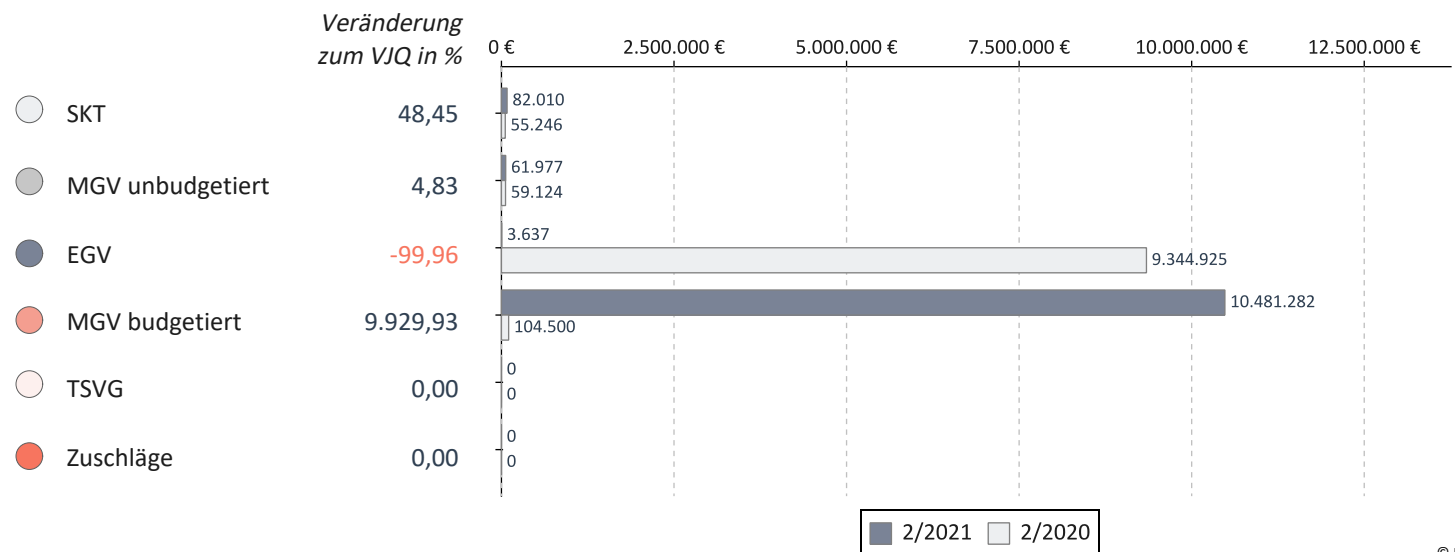 Veränderung
zum VJQ in %
0 € 2.500.000 € 5.000.000 € 7.500.000 € 10.000.000 € 12.500.000 €
SKT 48,45 82.010
55.246
MGV unbudgetiert 4,83 61.977
59.124
EGV -99,96 3.637
9.344.925
MGV budgetiert 9.929,93 10.481.282
104.500
TSVG 0,00 0
0
Zuschläge 0,00 0
0
2/2021 2/2020